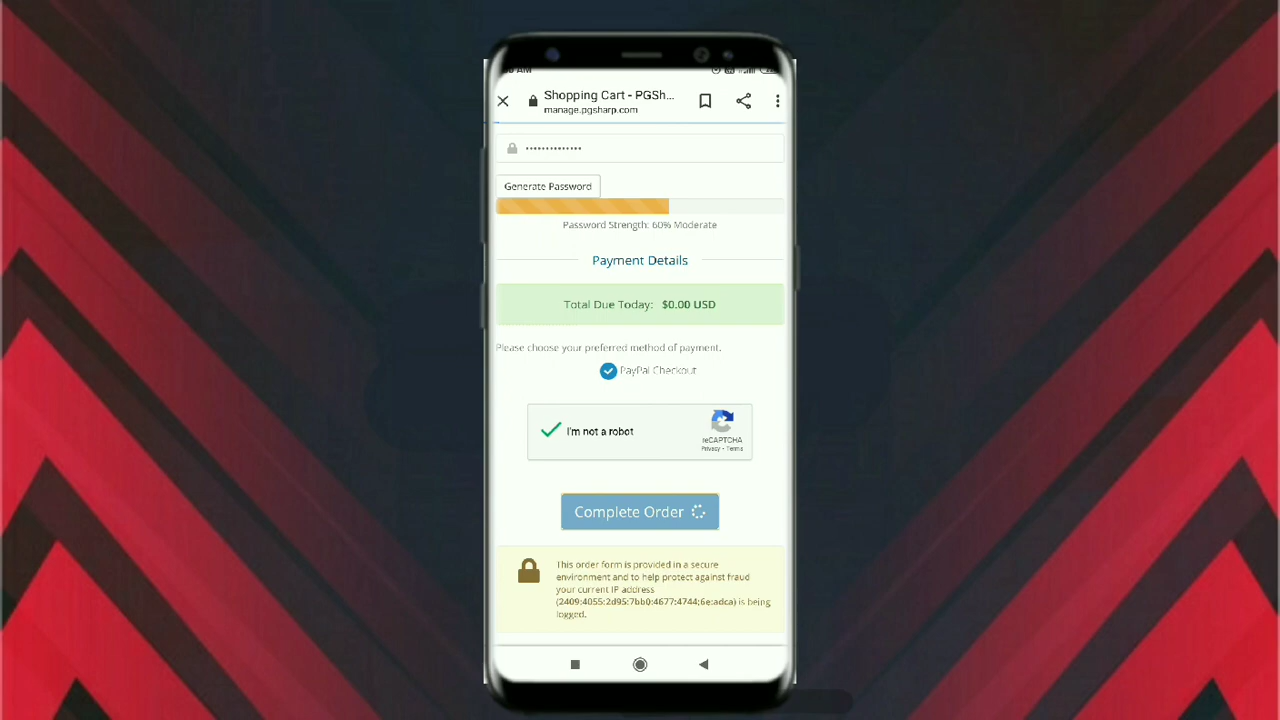 Shopping Cart - PGSh...
manage.pgsharp.com
Generate Password
Password Strength: 60% Moderate
Payment Details
Total Due Today: $0.00 USD
Please choose your preferred method of payment.
PayPal Checkout
I'm not a robot
reCAPTCHA
Privacy - Terms
Complete Order
This order form is provided in a secure
environment and to help protect against fraud
your current IP address
(2409:4055:2d95:7bb0:4677:4744:6e:adca) is being
logged.